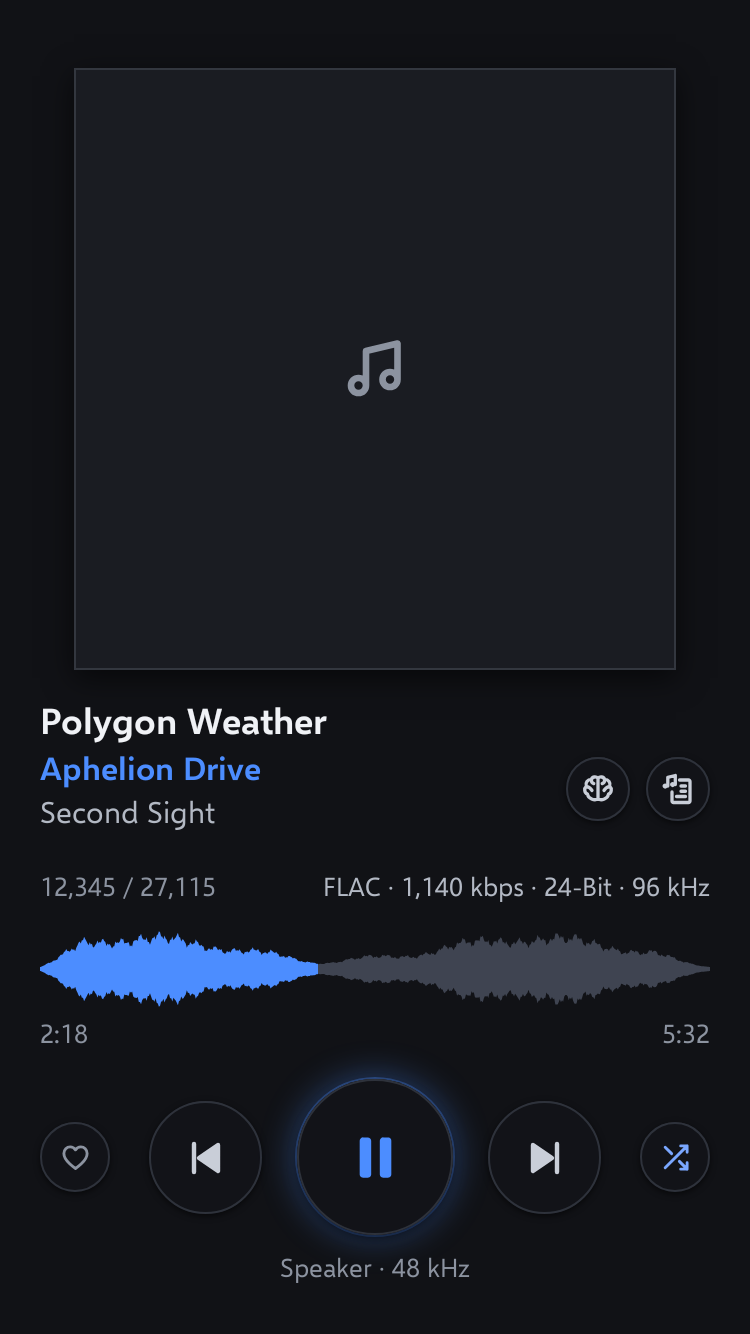 Polygon Weather
Aphelion Drive
Second Sight
12,345 / 27,115
FLAC · 1,140 kbps · 24-Bit · 96 kHz
2:18
5:32
Speaker · 48 kHz